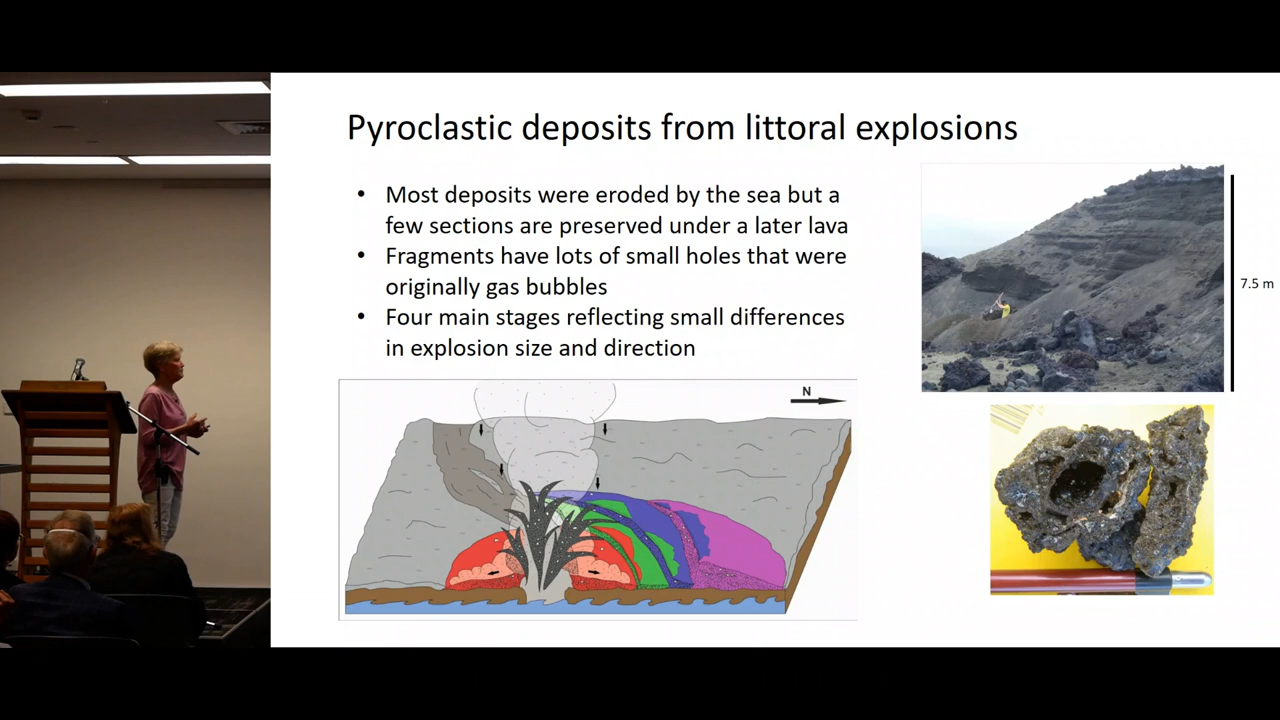 Pyroclastic deposits from littoral explosions
• Most deposits were eroded by the sea but a
few sections are preserved under a later lava
• Fragments have lots of small holes that were
originally gas bubbles
• Four main stages reflecting small differences
in explosion size and direction
7.5 m
N